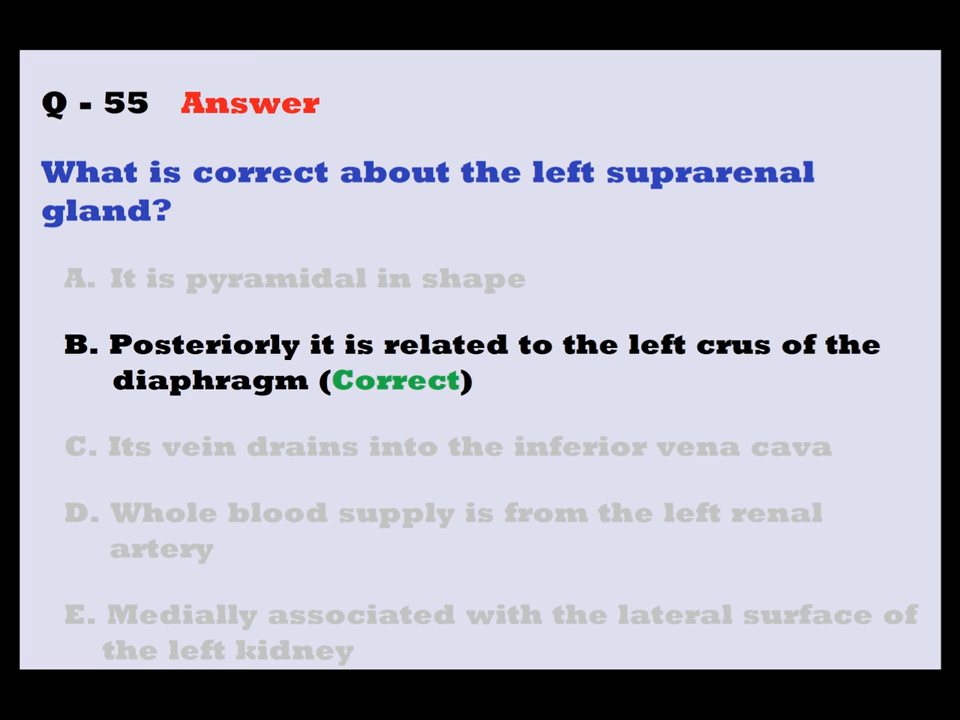 Q - 55 Answer
What is correct about the left suprarenal
gland?
A. It is pyramidal in shape
B. Posteriorly it is related to the left crus of the
diaphragm (Correct)
C. Its vein drains into the inferior vena cava
D. Whole blood supply is from the left renal
artery
E. Medially associated with the lateral surface of
the left kidney